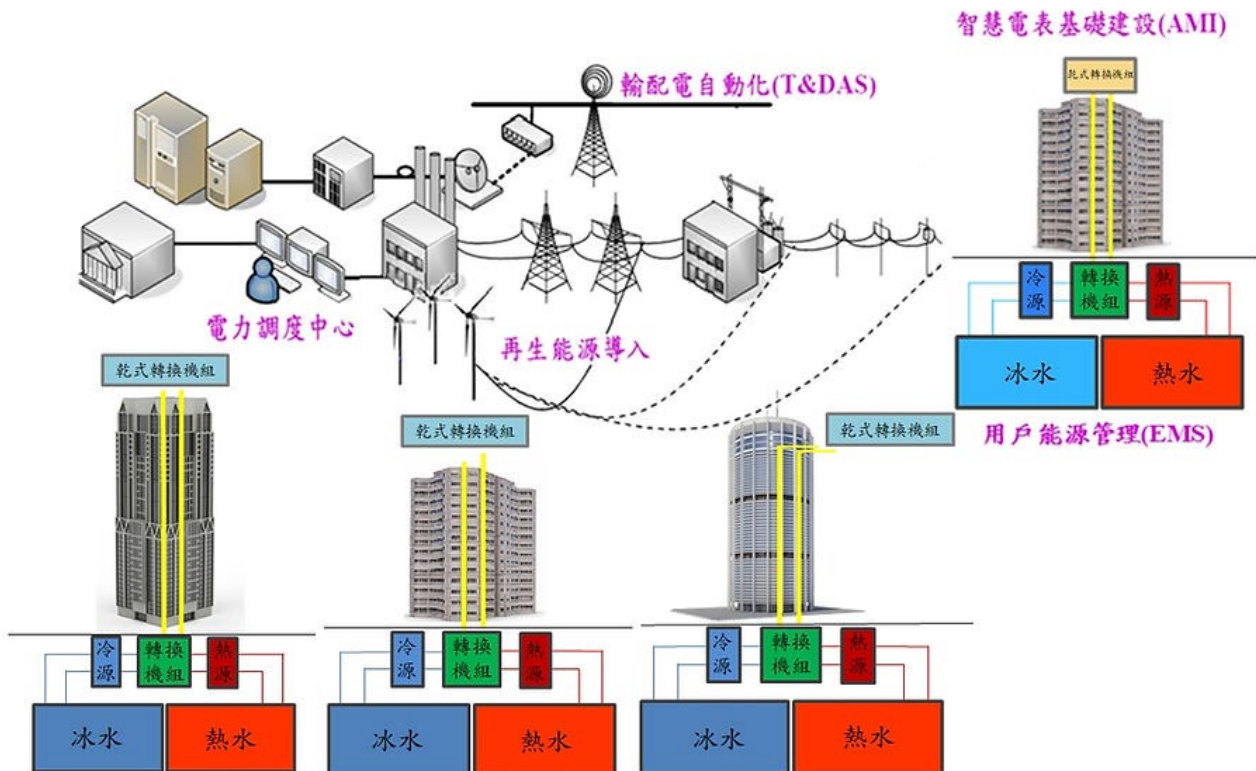 智慧電表基礎建設(AMI)
乾式轉換機組
輸配電自動化(T&DAS)
電力調度中心
再生能源導入
冷源
轉換機組
熱源
冰水
熱水
用戶能源管理(EMS)
乾式轉換機組
乾式轉換機組
乾式轉換機組
冷源
轉換機組
熱源
冰水
熱水
冷源
轉換機組
熱源
冰水
熱水
冷源
轉換機組
熱源
冰水
熱水